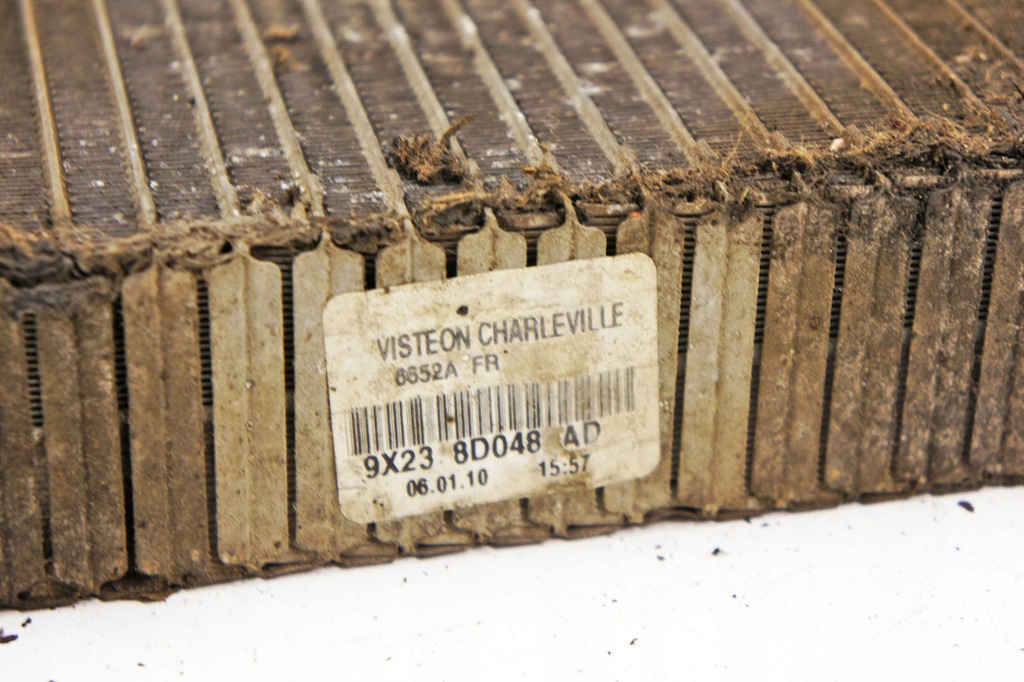 VISTEON CHARLEVILLE
6652A FR
9X23 8D048 AD
06.01.10 15:57